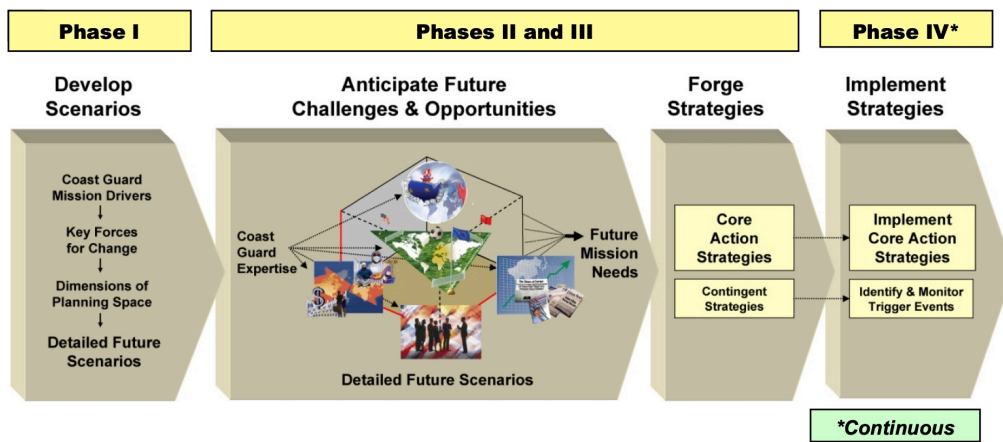 Phase I
Phases II and III
Phase IV*
Develop
Scenarios
Anticipate Future
Challenges & Opportunities
Forge
Strategies
Implement
Strategies
Coast Guard
Mission Drivers
Key Forces
for Change
Dimensions of
Planning Space
Detailed Future
Scenarios
Coast
Guard
Expertise
Future
Mission
Needs
Detailed Future Scenarios
Core
Action
Strategies
Contingent
Strategies
Implement
Core Action
Strategies
Identify & Monitor
Trigger Events
*Continuous